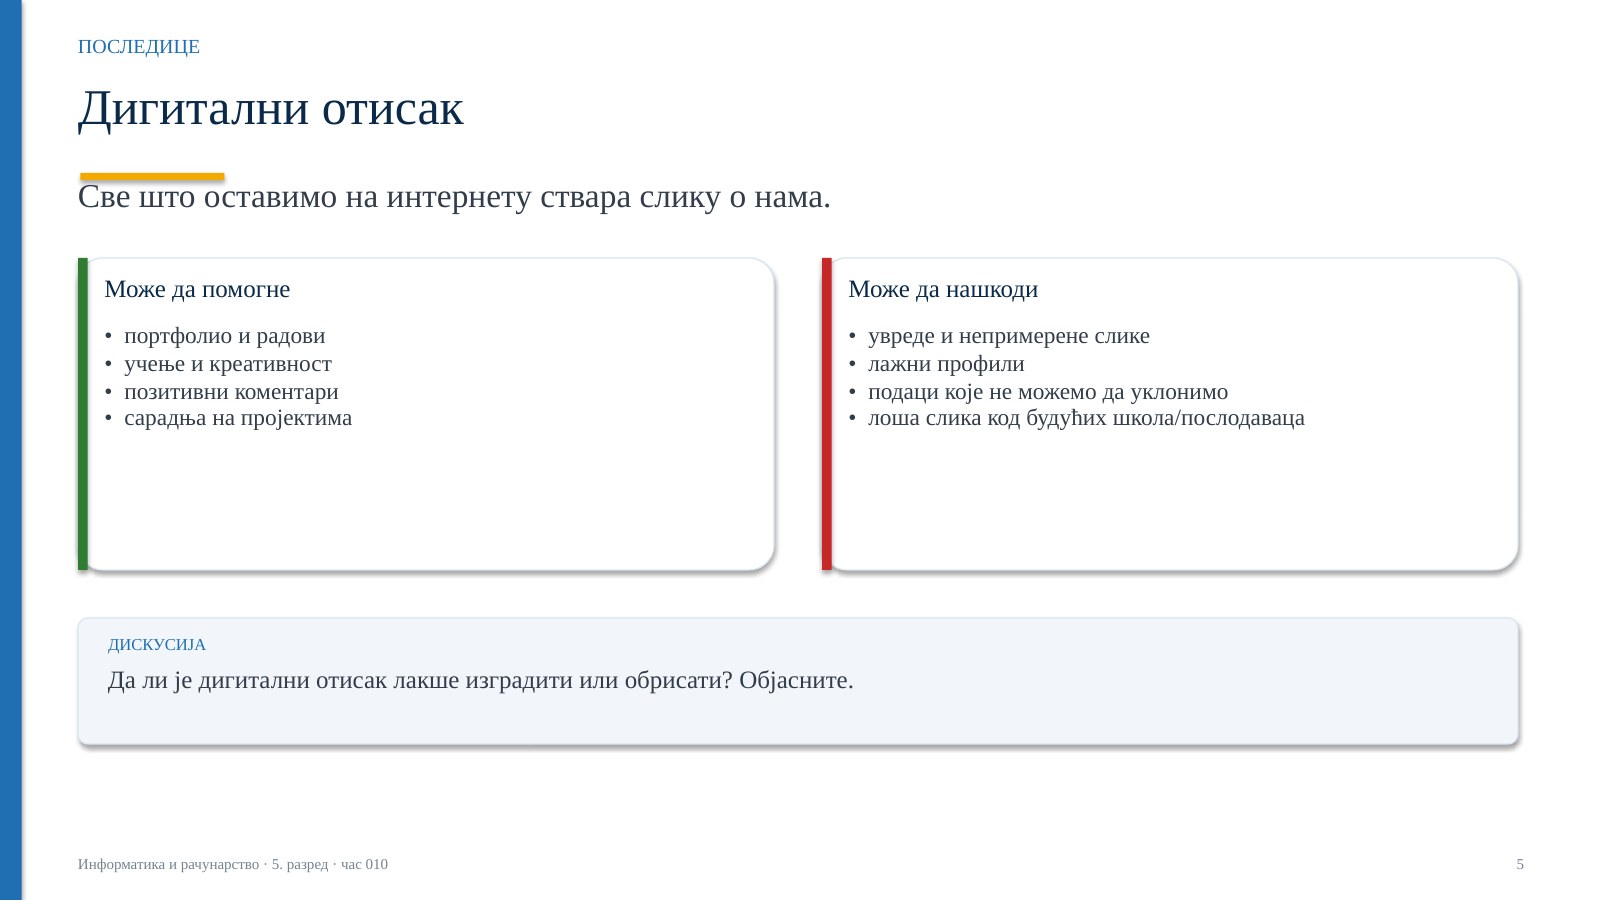 ПОСЛЕДИЦЕ
Дигитални отисак
Све што оставимо на интернету ствара слику о нама.
Може да помогне
• портфолио и радови
• учење и креативност
• позитивни коментари
• сарадња на пројектима
Може да нашкоди
• увреде и непримерене слике
• лажни профили
• подаци које не можемо да уклонимо
• лоша слика код будућих школа/послодаваца
ДИСКУСИЈА
Да ли је дигитални отисак лакше изградити или обрисати? Објасните.
Информатика и рачунарство · 5. разред · час 010
5